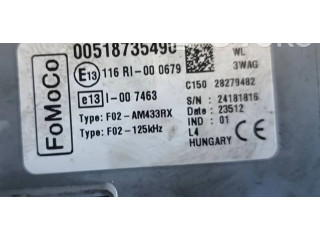 00518735490
E13 116 RI-00 0679
e13 I-00 7463
Type: F02-AM433RX
Type: F02-125kHz
FoMoCo
WL
3WAG
C150 28279482
S/N : 24181816
Date : 23512
IND : 01
L4
HUNGARY CE